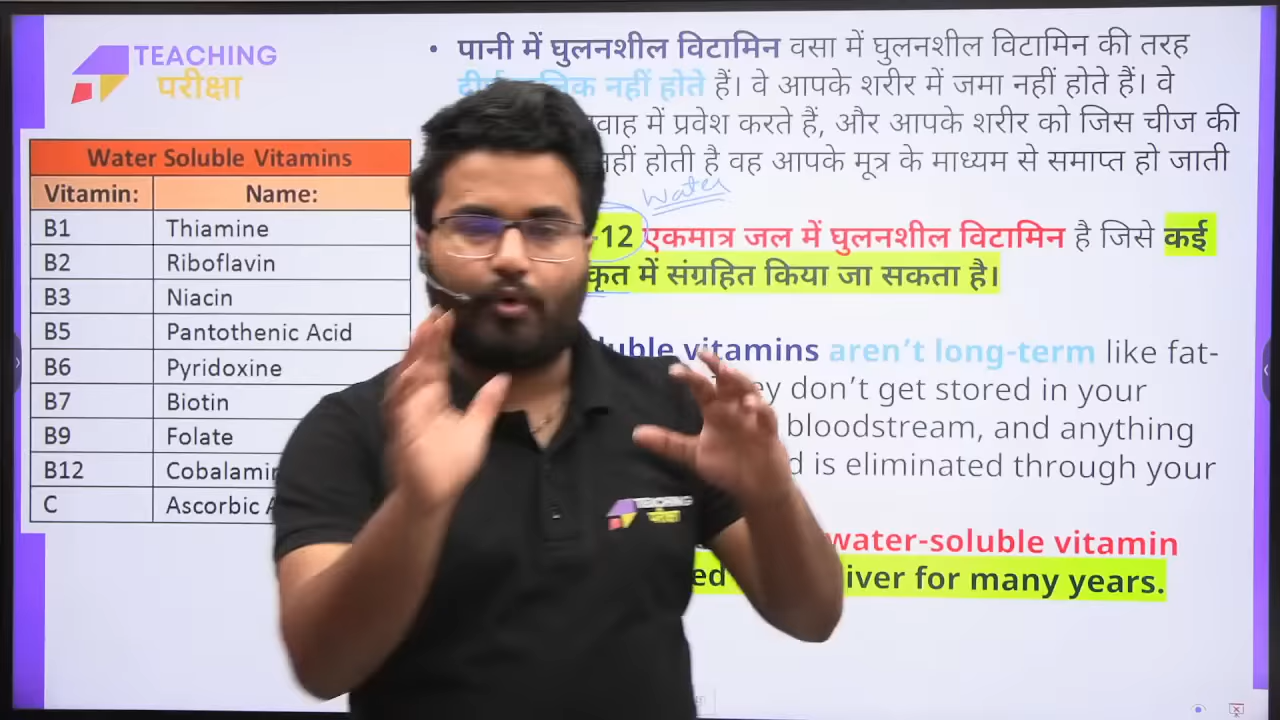 TEACHING
परीक्षा
Water Soluble Vitamins
Vitamin: Name:
B1 Thiamine
B2 Riboflavin
B3 Niacin
B5 Pantothenic Acid
B6 Pyridoxine
B7 Biotin
B9 Folate
B12
C Ascorbic
• पानी में घुलनशील विटामिन वसा में घुलनशील विटामिन की तरह
नहीं होते हैं। वे आपके शरीर में जमा नहीं होते हैं। वे
में प्रवेश करते हैं, और आपके शरीर को जिस चीज की
नहीं होती है वह आपके मूत्र के माध्यम से समाप्त हो जाती
Water
-12 एकमात्र जल में घुलनशील विटामिन है जिसे कई
में संग्रहित किया जा सकता है।
vitamins aren’t long-term like fat-
don’t get stored in your
bloodstream, and anything
is eliminated through your
water-soluble vitamin
for many years.
TEACHING
परीक्षा